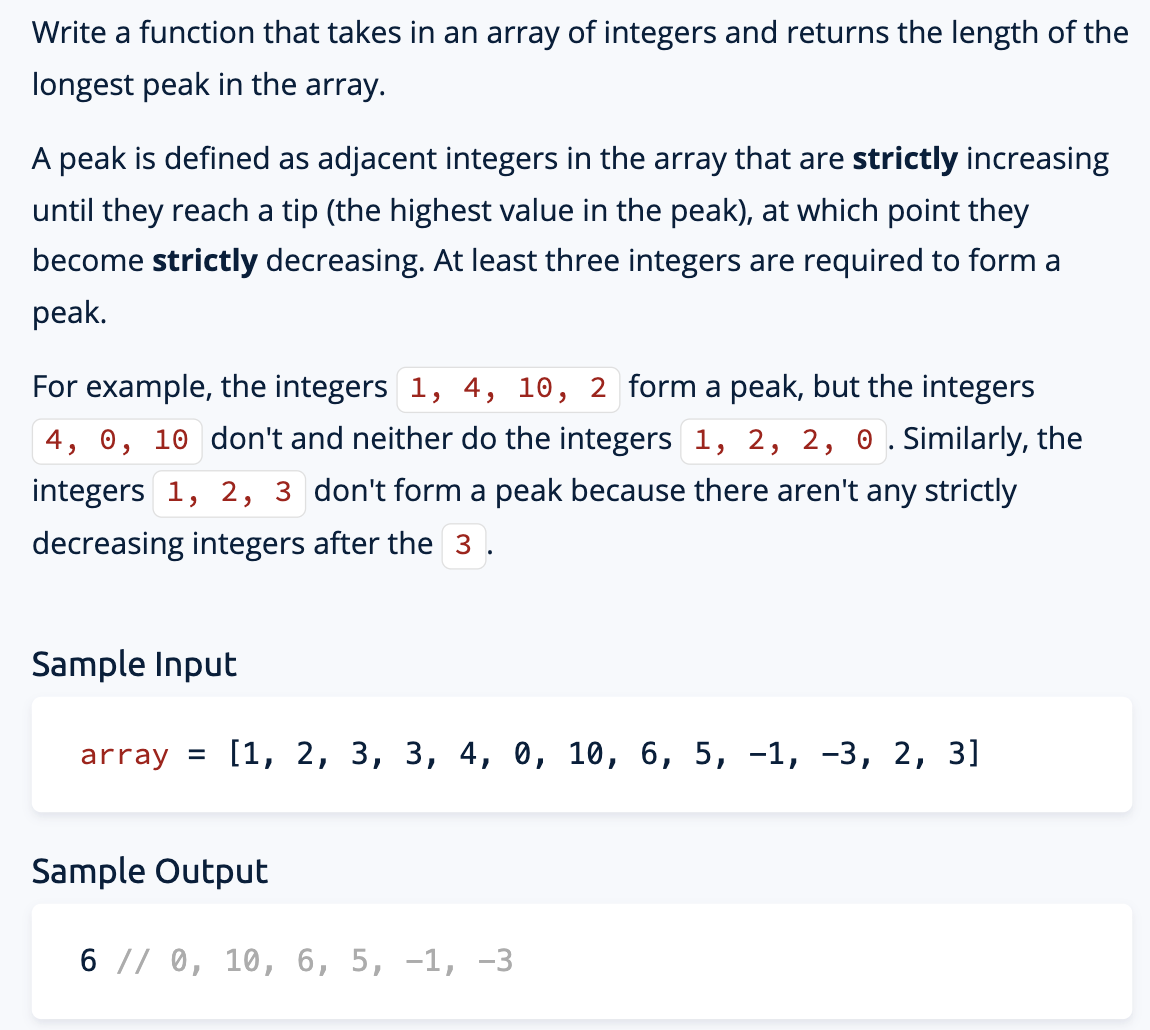 Write a function that takes in an array of integers and returns the length of the
longest peak in the array.
A peak is defined as adjacent integers in the array that are strictly increasing
until they reach a tip (the highest value in the peak), at which point they
become strictly decreasing. At least three integers are required to form a
peak.
For example, the integers 1, 4, 10, 2 form a peak, but the integers
4, 0, 10 don't and neither do the integers 1, 2, 2, 0. Similarly, the
integers 1, 2, 3 don't form a peak because there aren't any strictly
decreasing integers after the 3.
Sample Input
array = [1, 2, 3, 3, 4, 0, 10, 6, 5, -1, -3, 2, 3]
Sample Output
6 // 0, 10, 6, 5, -1, -3